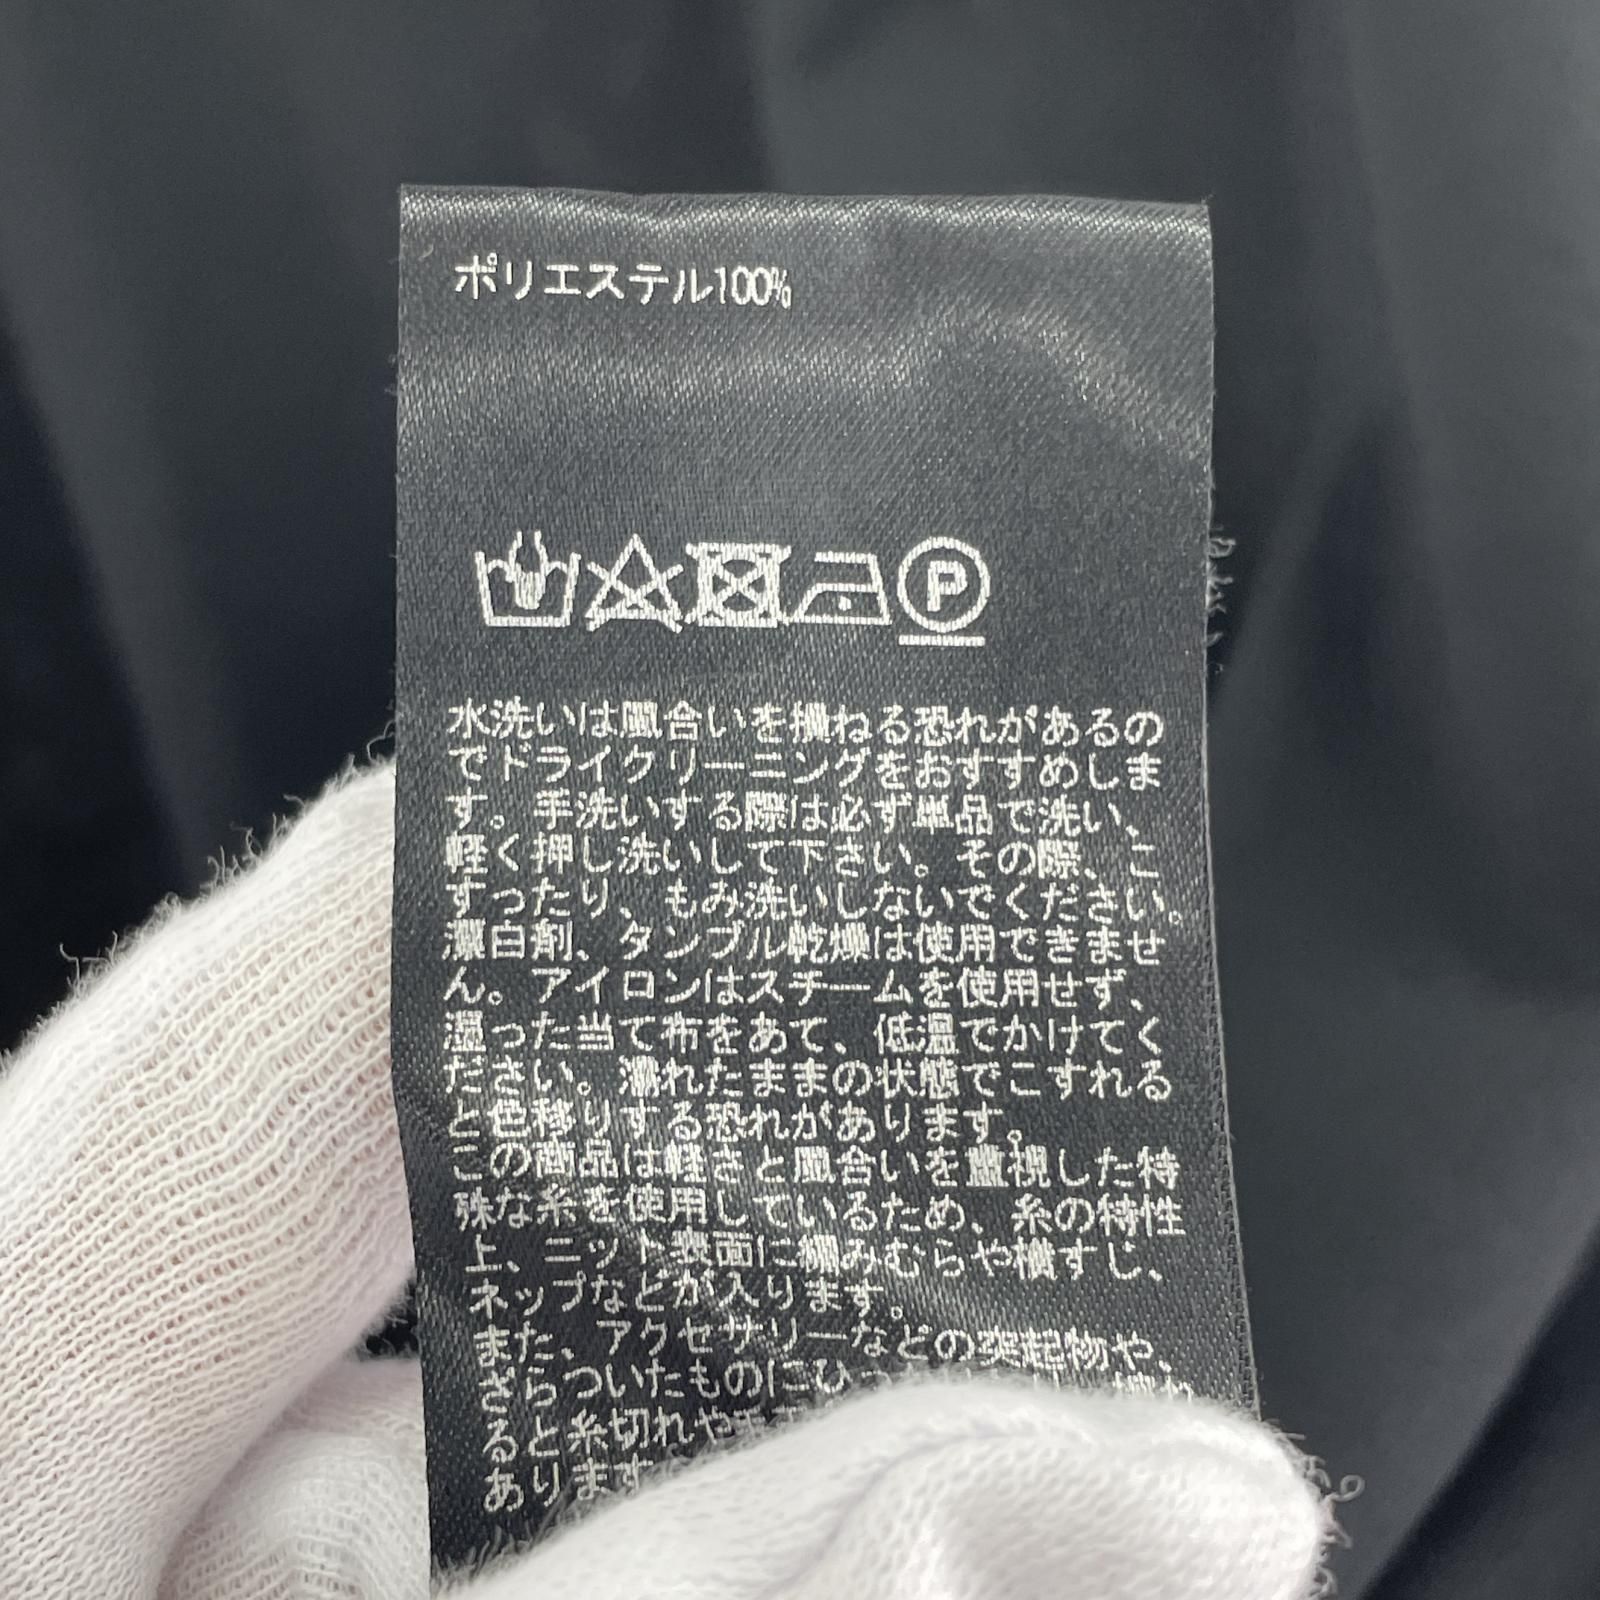 ポリエステル100%
P
水洗いは風合いを損ねる恐れがあるの
でドライクリーニングをおすすめしま
す。手洗いする際は必ず単品で洗い、
軽く押し洗いして下さい。その際、こ
すったり、もみ洗いしないでください。
漂白剤、タンブル乾燥は使用できませ
ん。アイロンはスチームを使用せず、
湿った当て布をあて、低温でかけてく
ださい。濡れたままの状態でこすれる
と色移りする恐れがあります。
この商品は軽さと風合いを重視した特
殊な糸を使用しているため、糸の特性
上、ニット表面に編みむらや横すじ、
ネップなどが入ります。
また、アクセサリーなどの突起物や、
ざらついたものにひっ
ると糸切れや
あります